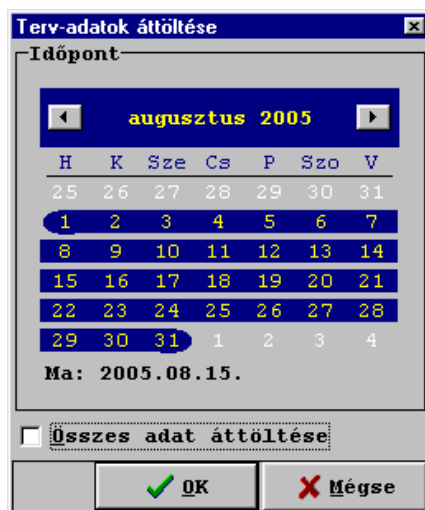 Terv-adatok áttöltése
Időpont
augusztus 2005
H K Sze Cs P Szo V
25 26 27 28 29 30 31
1 2 3 4 5 6 7
8 9 10 11 12 13 14
15 16 17 18 19 20 21
22 23 24 25 26 27 28
29 30 31 1 2 3 4
Ma: 2005.08.15.
Összes adat áttöltése
OK Mégse